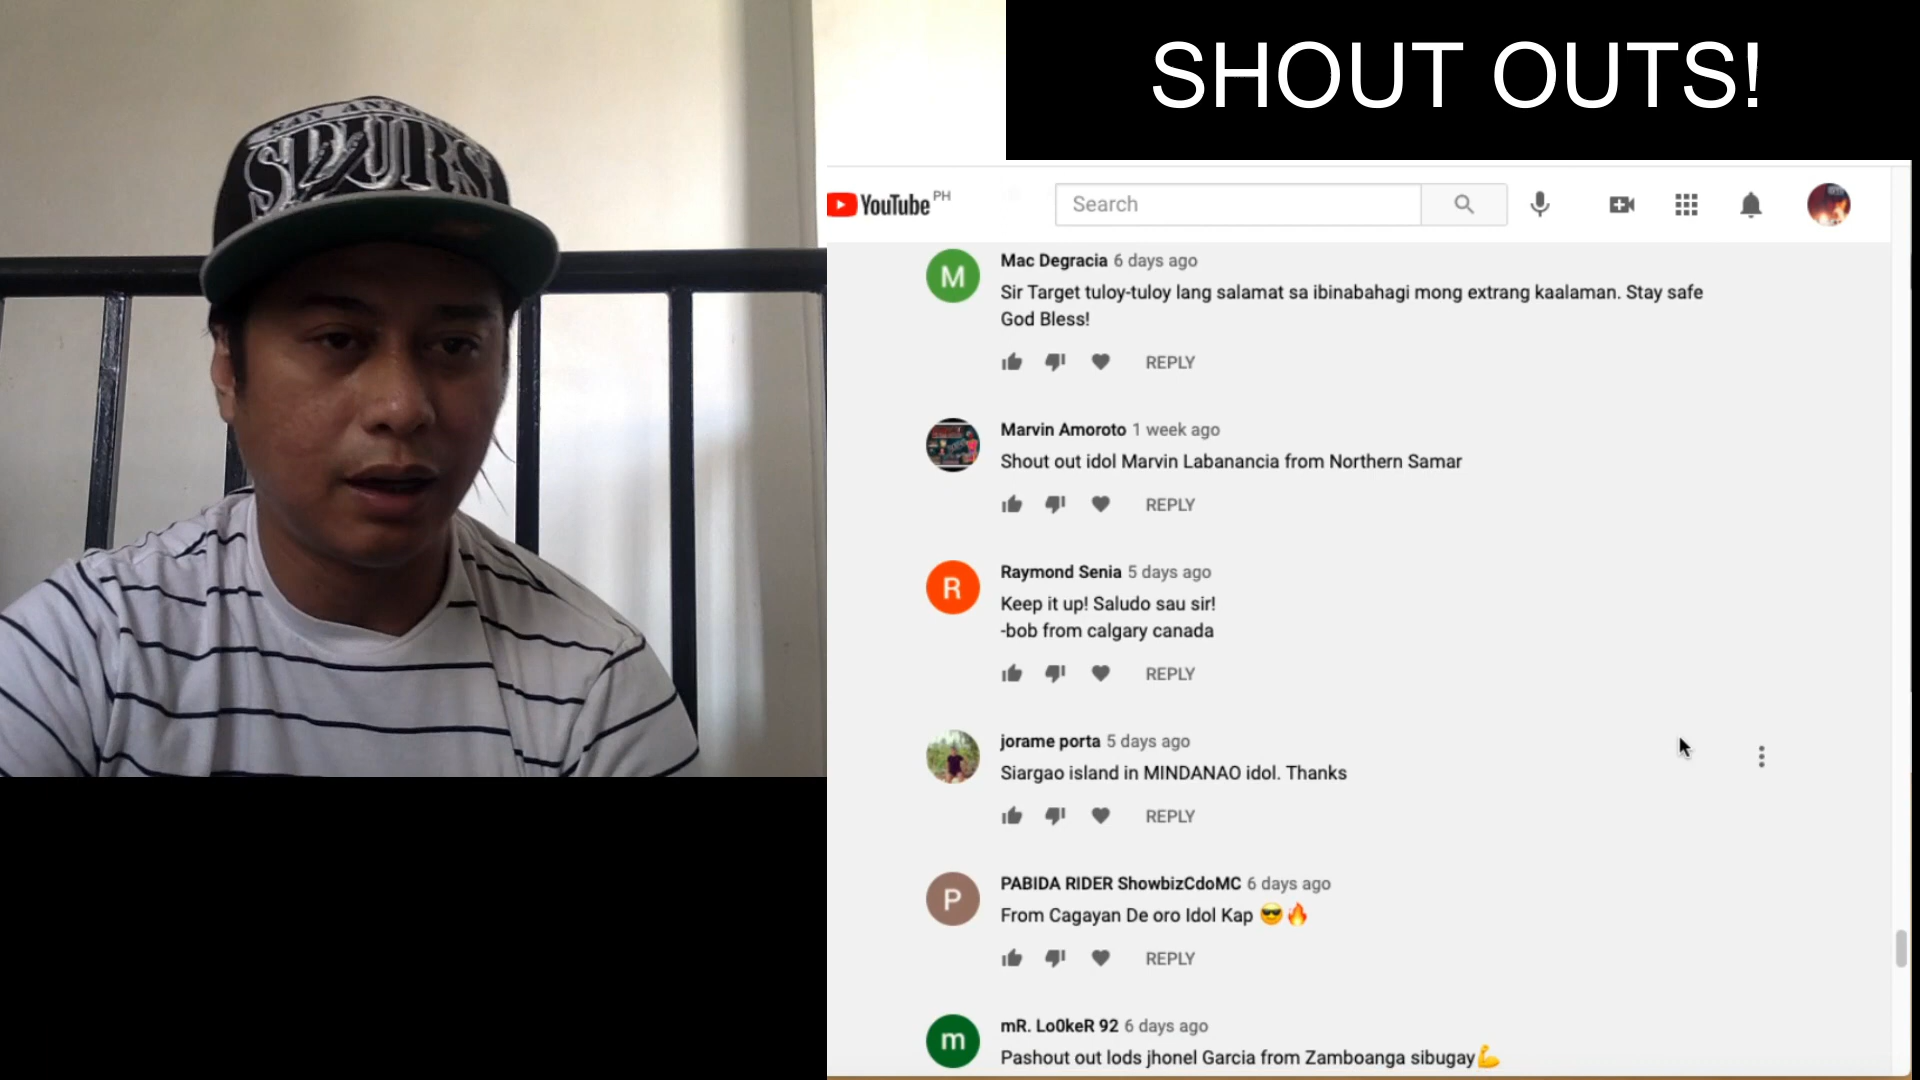 SHOUT OUTS!
SAN ANTONIO
SPURS
YouTube PH
Search
M
Mac Degracia 6 days ago
Sir Target tuloy-tuloy lang salamat sa ibinabahagi mong extrang kaalaman. Stay safe
God Bless!
REPLY
Marvin Amoroto 1 week ago
Shout out idol Marvin Labanancia from Northern Samar
REPLY
R
Raymond Senia 5 days ago
Keep it up! Saludo sau sir!
-bob from calgary canada
REPLY
jorame porta 5 days ago
Siargao island in MINDANAO idol. Thanks
REPLY
P
PABIDA RIDER ShowbizCdoMC 6 days ago
From Cagayan De oro Idol Kap 😎🔥
REPLY
m
mR. Lo0keR 92 6 days ago
Pashout out lods jhonel Garcia from Zamboanga sibugay💪